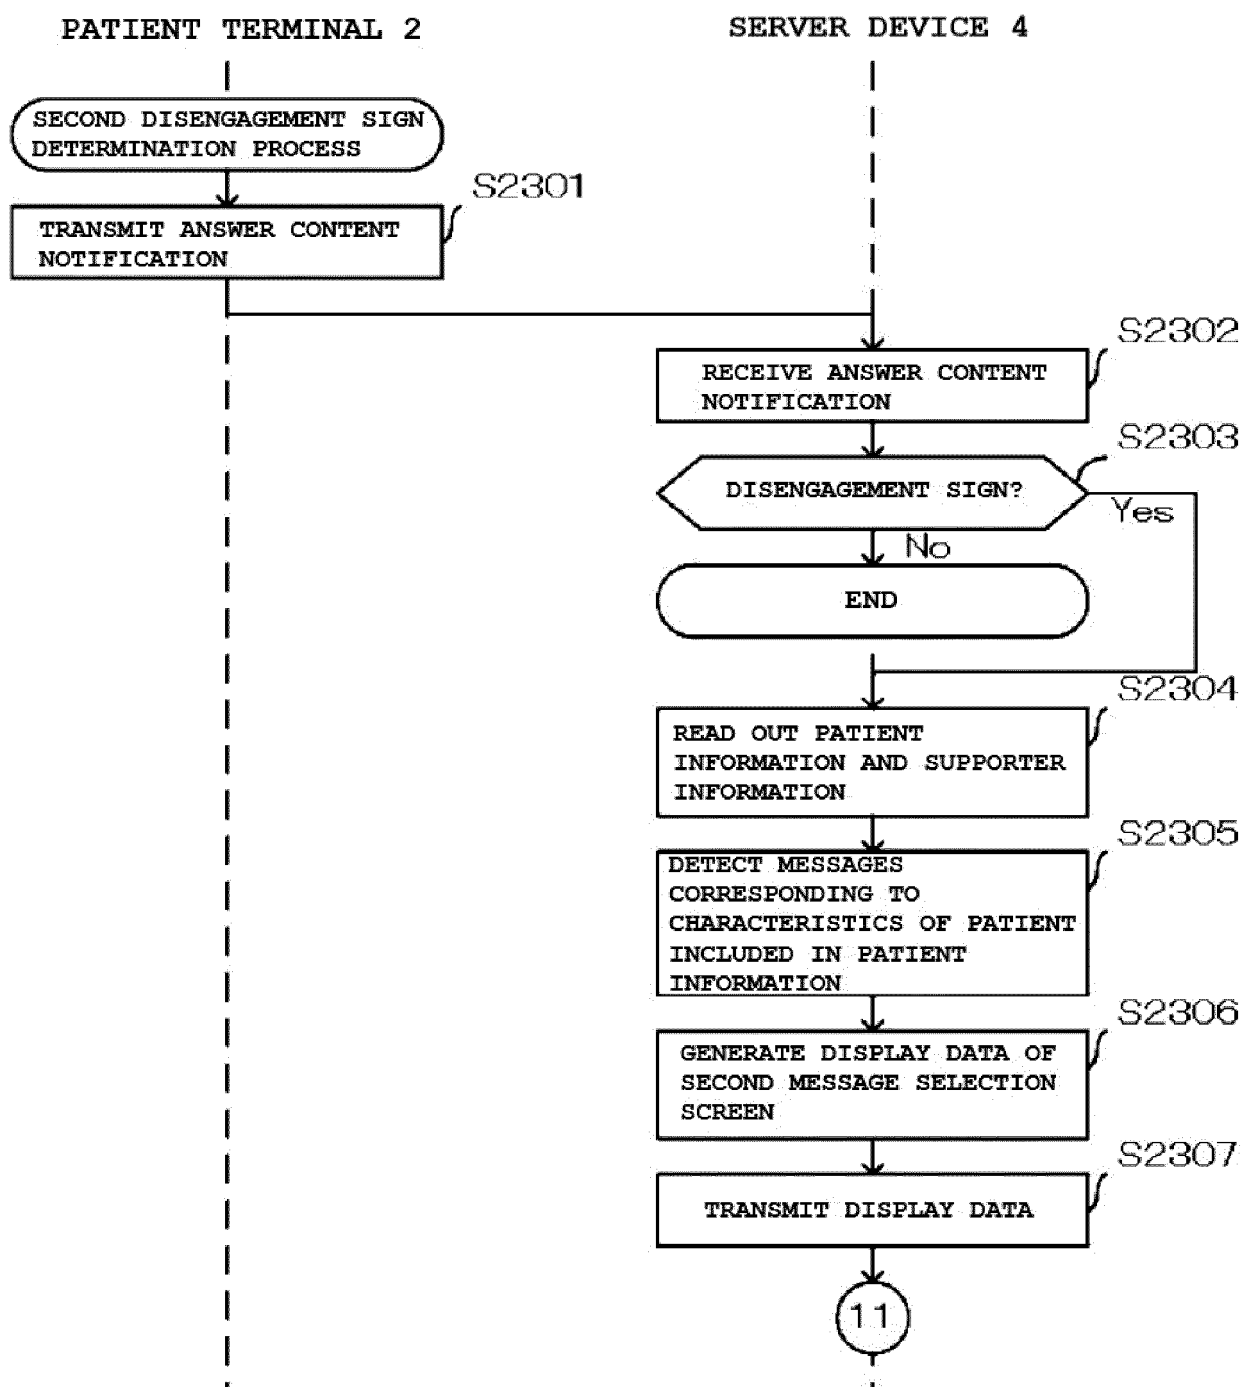 PATIENT TERMINAL 2
SERVER DEVICE 4
SECOND DISENGAGEMENT SIGN
DETERMINATION PROCESS
S2301
TRANSMIT ANSWER CONTENT
NOTIFICATION
S2302
RECEIVE ANSWER CONTENT
NOTIFICATION
S2303
DISENGAGEMENT SIGN?
Yes
No
END
S2304
READ OUT PATIENT
INFORMATION AND SUPPORTER
INFORMATION
S2305
DETECT MESSAGES
CORRESPONDING TO
CHARACTERISTICS OF PATIENT
INCLUDED IN PATIENT
INFORMATION
S2306
GENERATE DISPLAY DATA OF
SECOND MESSAGE SELECTION
SCREEN
S2307
TRANSMIT DISPLAY DATA
11